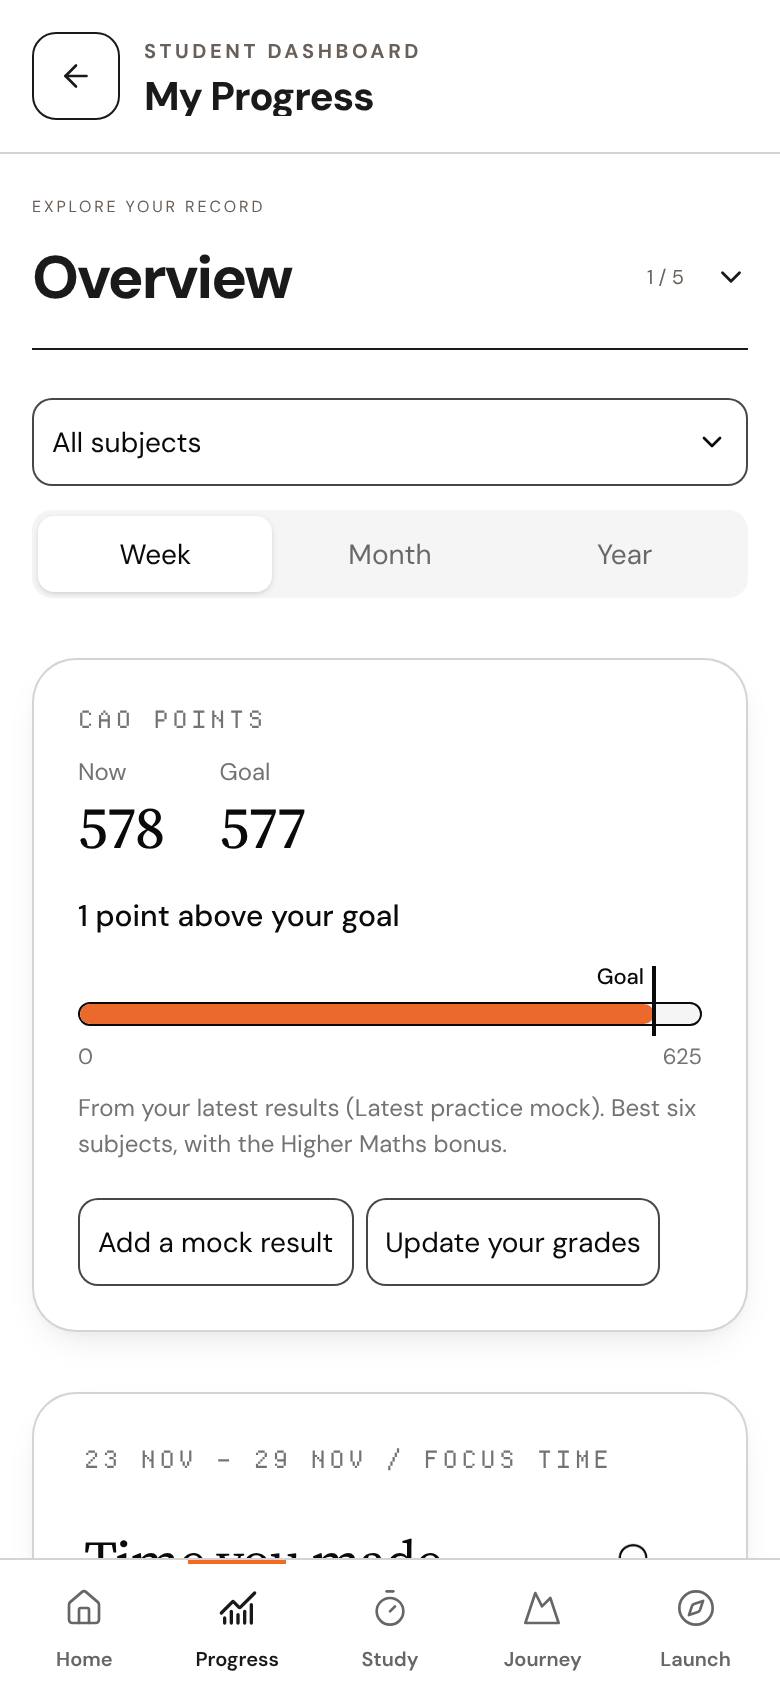 STUDENT DASHBOARD
My Progress
EXPLORE YOUR RECORD
Overview
1 / 5
All subjects
Week Month Year
CAO POINTS
Now Goal
578 577
1 point above your goal
Goal
0 625
From your latest results (Latest practice mock). Best six
subjects, with the Higher Maths bonus.
Add a mock result Update your grades
23 NOV – 29 NOV / FOCUS TIME
Time you made
Home Progress Study Journey Launch